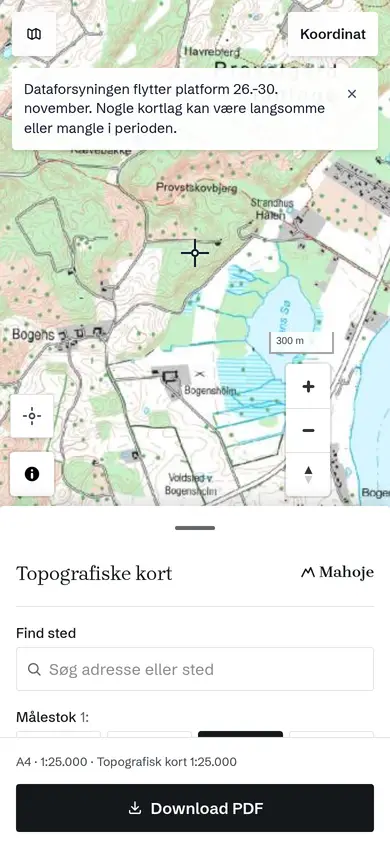 Koordinat
Havrebjerg
Dataforsyningen flytter platform 26.-30.
november. Nogle kortlag kan være langsomme
eller mangle i perioden.
Provstskovbjerg
Strandhus
Halen
300 m
Bogens
Bogensholm
Voldsted v.
Bogensholm
Topografiske kort
Mahoje
Find sted
Søg adresse eller sted
Målestok 1:
A4 · 1:25.000 · Topografisk kort 1:25.000
Download PDF